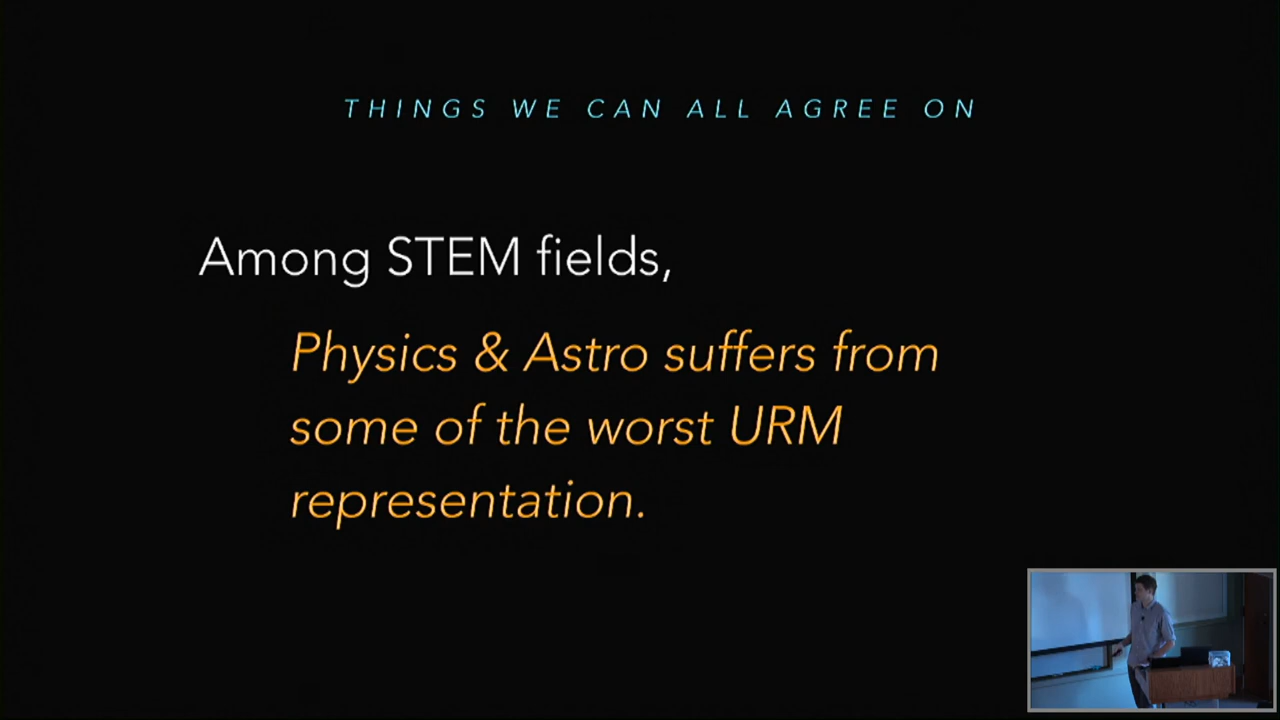 THINGS WE CAN ALL AGREE ON
Among STEM fields,
Physics & Astro suffers from
some of the worst URM
representation.